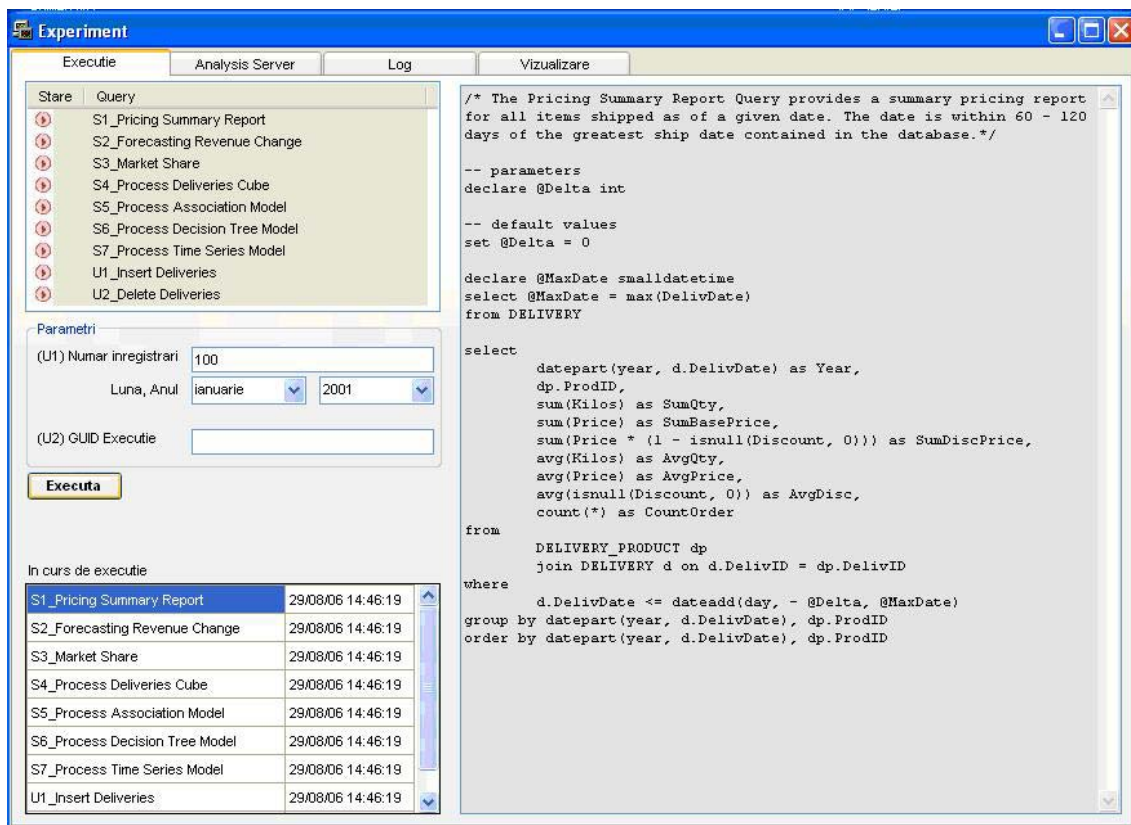 Experiment
Executie
Analysis Server
Log
Vizualizare
Stare Query
S1_Pricing Summary Report
S2_Forecasting Revenue Change
S3_Market Share
S4_Process Deliveries Cube
S5_Process Association Model
S6_Process Decision Tree Model
S7_Process Time Series Model
U1_Insert Deliveries
U2_Delete Deliveries
Parametri
(U1) Numar inregistrari 100
Luna, Anul ianuarie 2001
(U2) GUID Executie
Executa
In curs de executie
S1_Pricing Summary Report 29/08/06 14:46:19
S2_Forecasting Revenue Change 29/08/06 14:46:19
S3_Market Share 29/08/06 14:46:19
S4_Process Deliveries Cube 29/08/06 14:46:19
S5_Process Association Model 29/08/06 14:46:19
S6_Process Decision Tree Model 29/08/06 14:46:19
S7_Process Time Series Model 29/08/06 14:46:19
U1_Insert Deliveries 29/08/06 14:46:19
/* The Pricing Summary Report Query provides a summary pricing report
for all items shipped as of a given date. The date is within 60 - 120
days of the greatest ship date contained in the database.*/
-- parameters
declare @Delta int
-- default values
set @Delta = 0
declare @MaxDate smalldatetime
select @MaxDate = max(DelivDate)
from DELIVERY
select
datepart(year, d.DelivDate) as Year,
dp.ProdID,
sum(Kilos) as SumQty,
sum(Price) as SumBasePrice,
sum(Price * (1 - isnull(Discount, 0))) as SumDiscPrice,
avg(Kilos) as AvgQty,
avg(Price) as AvgPrice,
avg(isnull(Discount, 0)) as AvgDisc,
count(*) as CountOrder
from
DELIVERY_PRODUCT dp
join DELIVERY d on d.DelivID = dp.DelivID
where
d.DelivDate <= dateadd(day, - @Delta, @MaxDate)
group by datepart(year, d.DelivDate), dp.ProdID
order by datepart(year, d.DelivDate), dp.ProdID